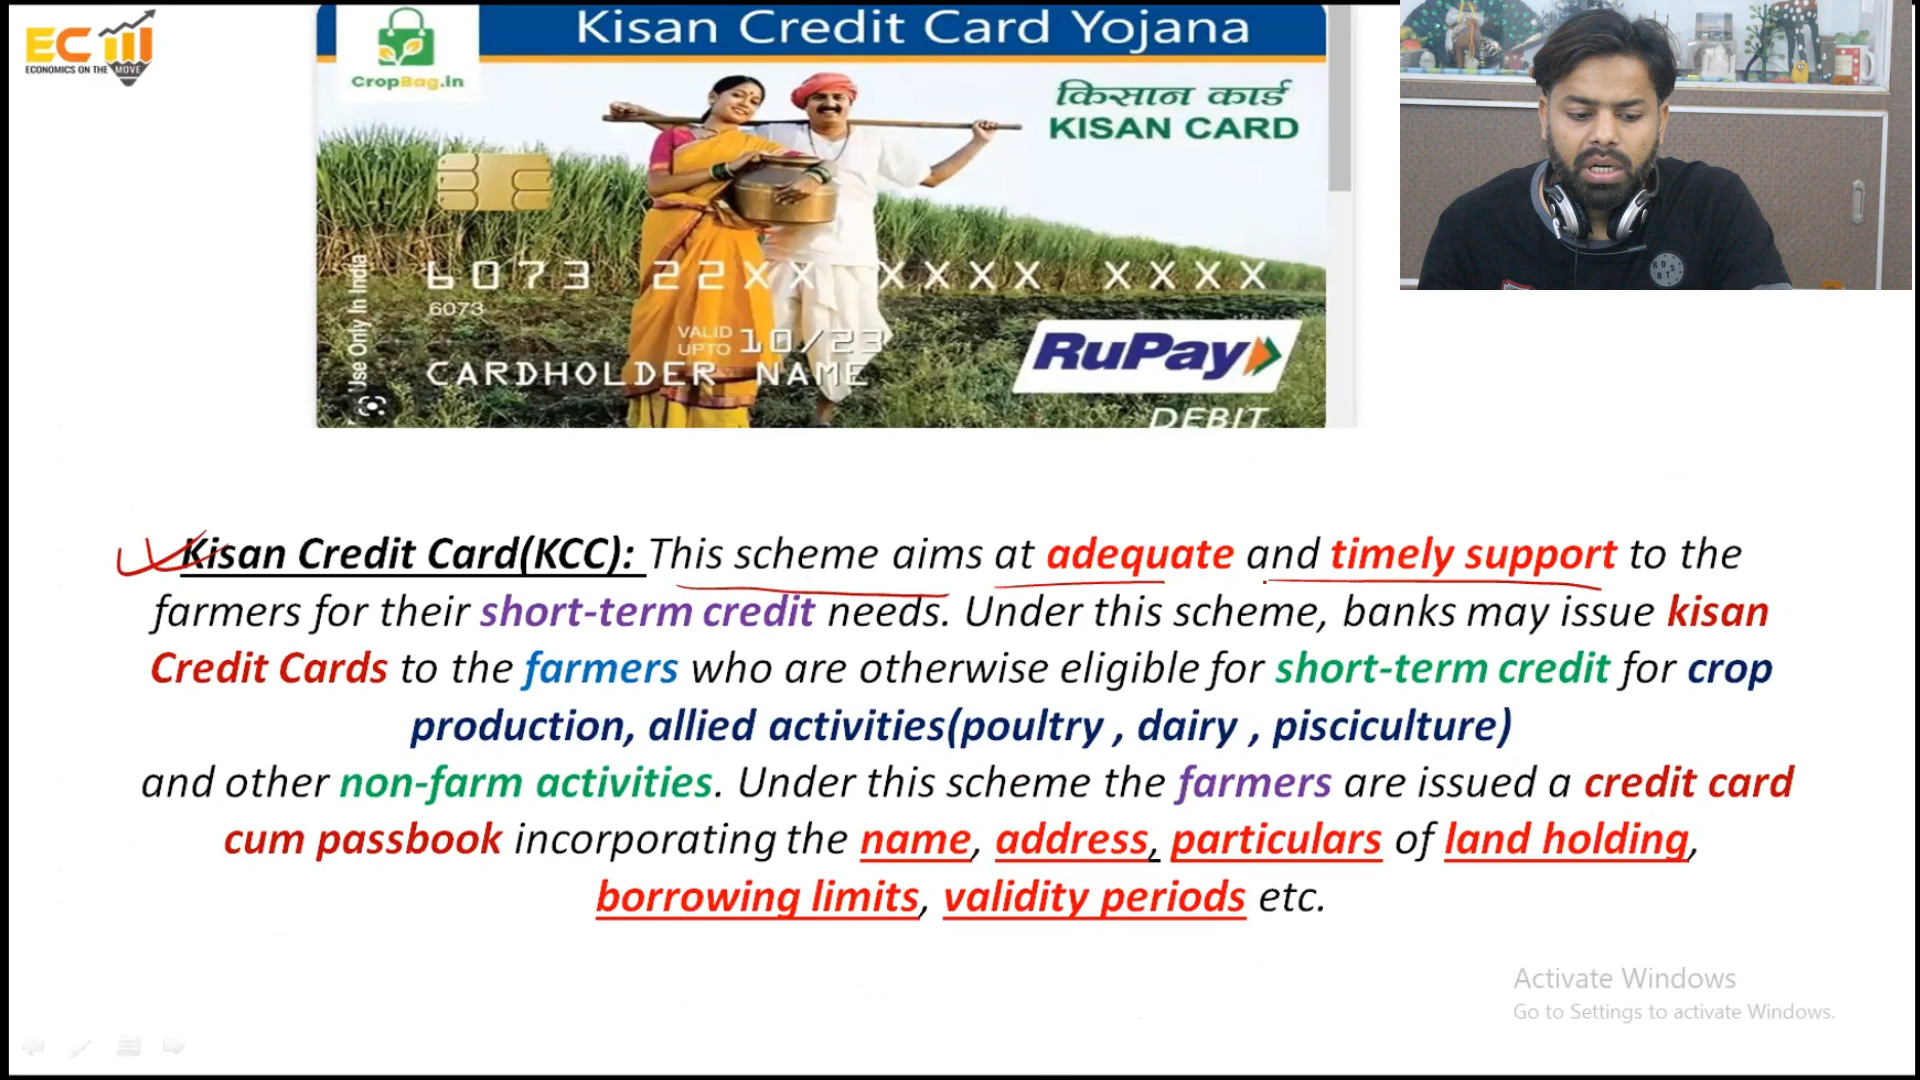 ECM
ECONOMICS ON THE MOVE
Kisan Credit Card Yojana
CropBag.in
किसान कार्ड
KISAN CARD
Use Only In India
6073 22XX XXXX XXXX
6073
VALID UPTO 10/23
CARDHOLDER NAME
RuPay
DEBIT
Kisan Credit Card(KCC): This scheme aims at adequate and timely support to the
farmers for their short-term credit needs. Under this scheme, banks may issue kisan
Credit Cards to the farmers who are otherwise eligible for short-term credit for crop
production, allied activities(poultry , dairy , pisciculture)
and other non-farm activities. Under this scheme the farmers are issued a credit card
cum passbook incorporating the name, address, particulars of land holding,
borrowing limits, validity periods etc.
Activate Windows
Go to Settings to activate Windows.